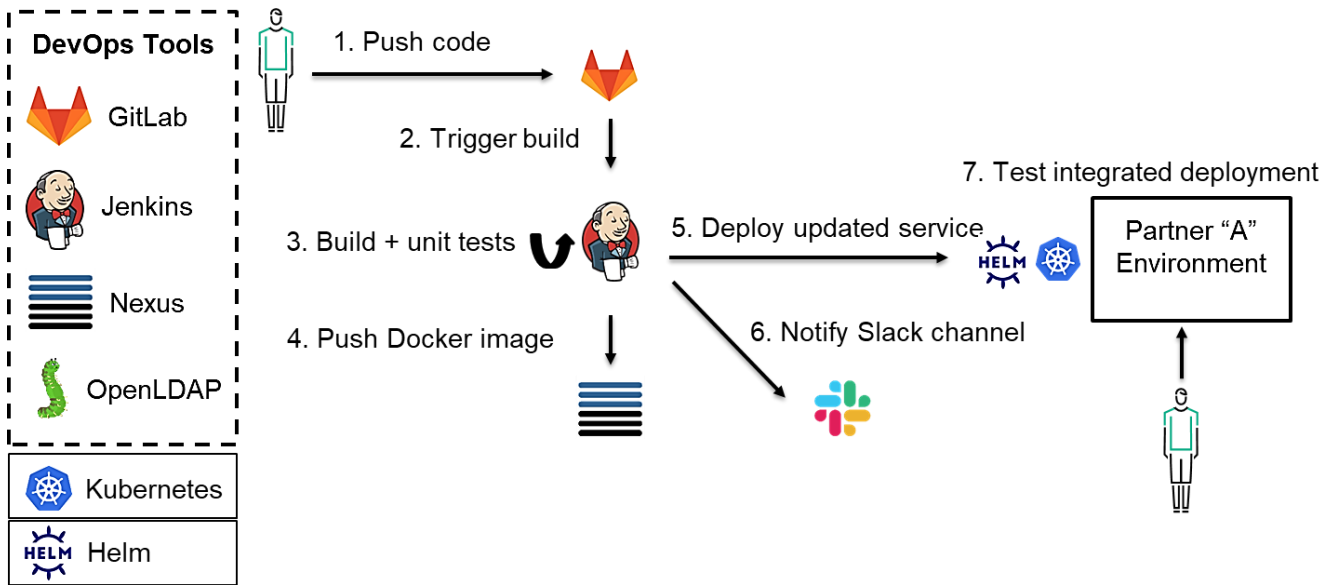 DevOps Tools
GitLab
Jenkins
Nexus
OpenLDAP
Kubernetes
HELM
Helm
1. Push code
2. Trigger build
3. Build + unit tests
4. Push Docker image
5. Deploy updated service
6. Notify Slack channel
7. Test integrated deployment
HELM
Partner “A”
Environment